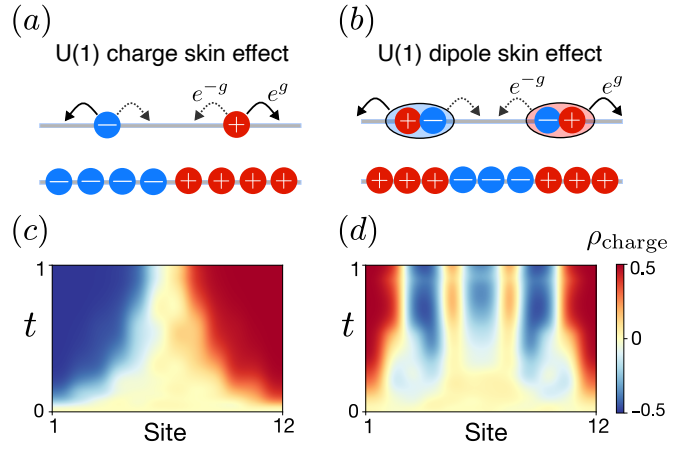 (a)
U(1) charge skin effect
e^{-g} e^{g}
− +
− − − − + + + +
(b)
U(1) dipole skin effect
e^{-g} e^{g}
+ − − +
+ + + − − − + + +
(c)
1
t
0
1 Site 12
(d)
1
t
0
1 Site 12
ρ_charge
0.5
0
−0.5